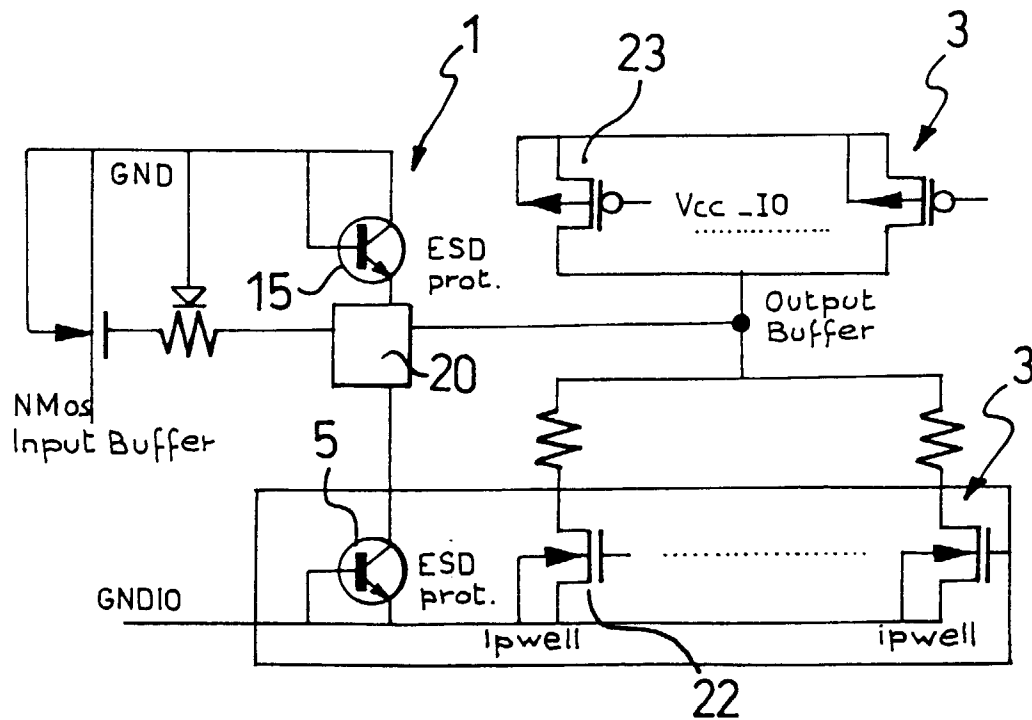 1
23
3
GND
Vcc_IO
ESD
prot.
15
Output
Buffer
20
NMos
Input Buffer
3
5
ESD
prot.
GNDIO
Ipwell
ipwell
22